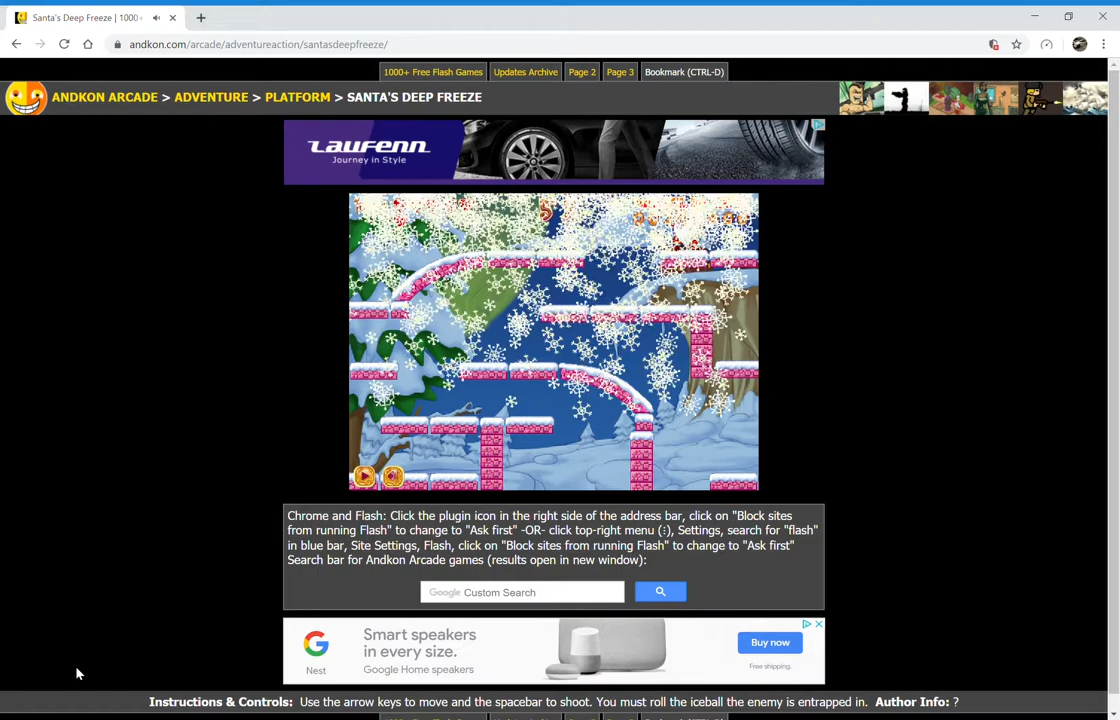 Santa's Deep Freeze | 1000+
andkon.com/arcade/adventureaction/santasdeepfreeze/
1000+ Free Flash Games
Updates Archive
Page 2
Page 3
Bookmark (CTRL-D)
ANDKON ARCADE > ADVENTURE > PLATFORM > SANTA'S DEEP FREEZE
LAUFENN
Journey in Style
Chrome and Flash: Click the plugin icon in the right side of the address bar, click on "Block sites
from running Flash" to change to "Ask first" -OR- click top-right menu (⋮), Settings, search for "flash"
in blue bar, Site Settings, Flash, click on "Block sites from running Flash" to change to "Ask first"
Search bar for Andkon Arcade games (results open in new window):
Google Custom Search
Smart speakers
in every size.
Google Home speakers
Nest
Buy now
Free shipping.
Instructions & Controls: Use the arrow keys to move and the spacebar to shoot. You must roll the iceball the enemy is entrapped in. Author Info: ?